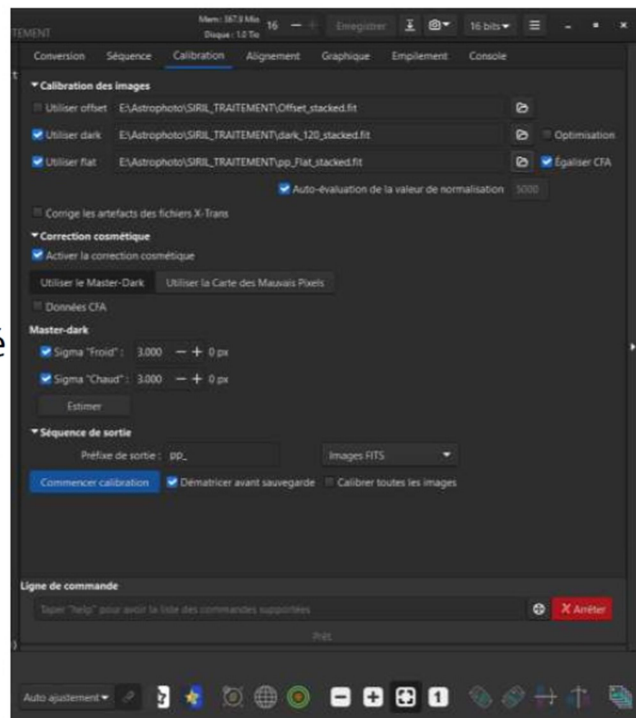 TEMENT Mem : 367.9 Mio Disque : 1.0 Tio 16 − + Enregistrer 16 bits
Conversion Séquence Calibration Alignement Graphique Empilement Console
t
Calibration des images
Utiliser offset E:\Astrophoto\SIRIL_TRAITEMENT\Offset_stacked.fit
Utiliser dark E:\Astrophoto\SIRIL_TRAITEMENT\dark_120_stacked.fit Optimisation
Utiliser flat E:\Astrophoto\SIRIL_TRAITEMENT\pp_Flat_stacked.fit Égaliser CFA
Auto-évaluation de la valeur de normalisation 5000
Corrige les artefacts des fichiers X-Trans
Correction cosmétique
Activer la correction cosmétique
Utiliser le Master-Dark Utiliser la Carte des Mauvais Pixels
Données CFA
é
Master-dark
Sigma "Froid" : 3.000 − + 0 px
Sigma "Chaud" : 3.000 − + 0 px
Estimer
Séquence de sortie
Préfixe de sortie : pp_ Images FITS
Commencer calibration Dématricer avant sauvegarde Calibrer toutes les images
Ligne de commande
Taper "help" pour avoir la liste des commandes supportées Arrêter
Prêt.
Auto ajustement 1